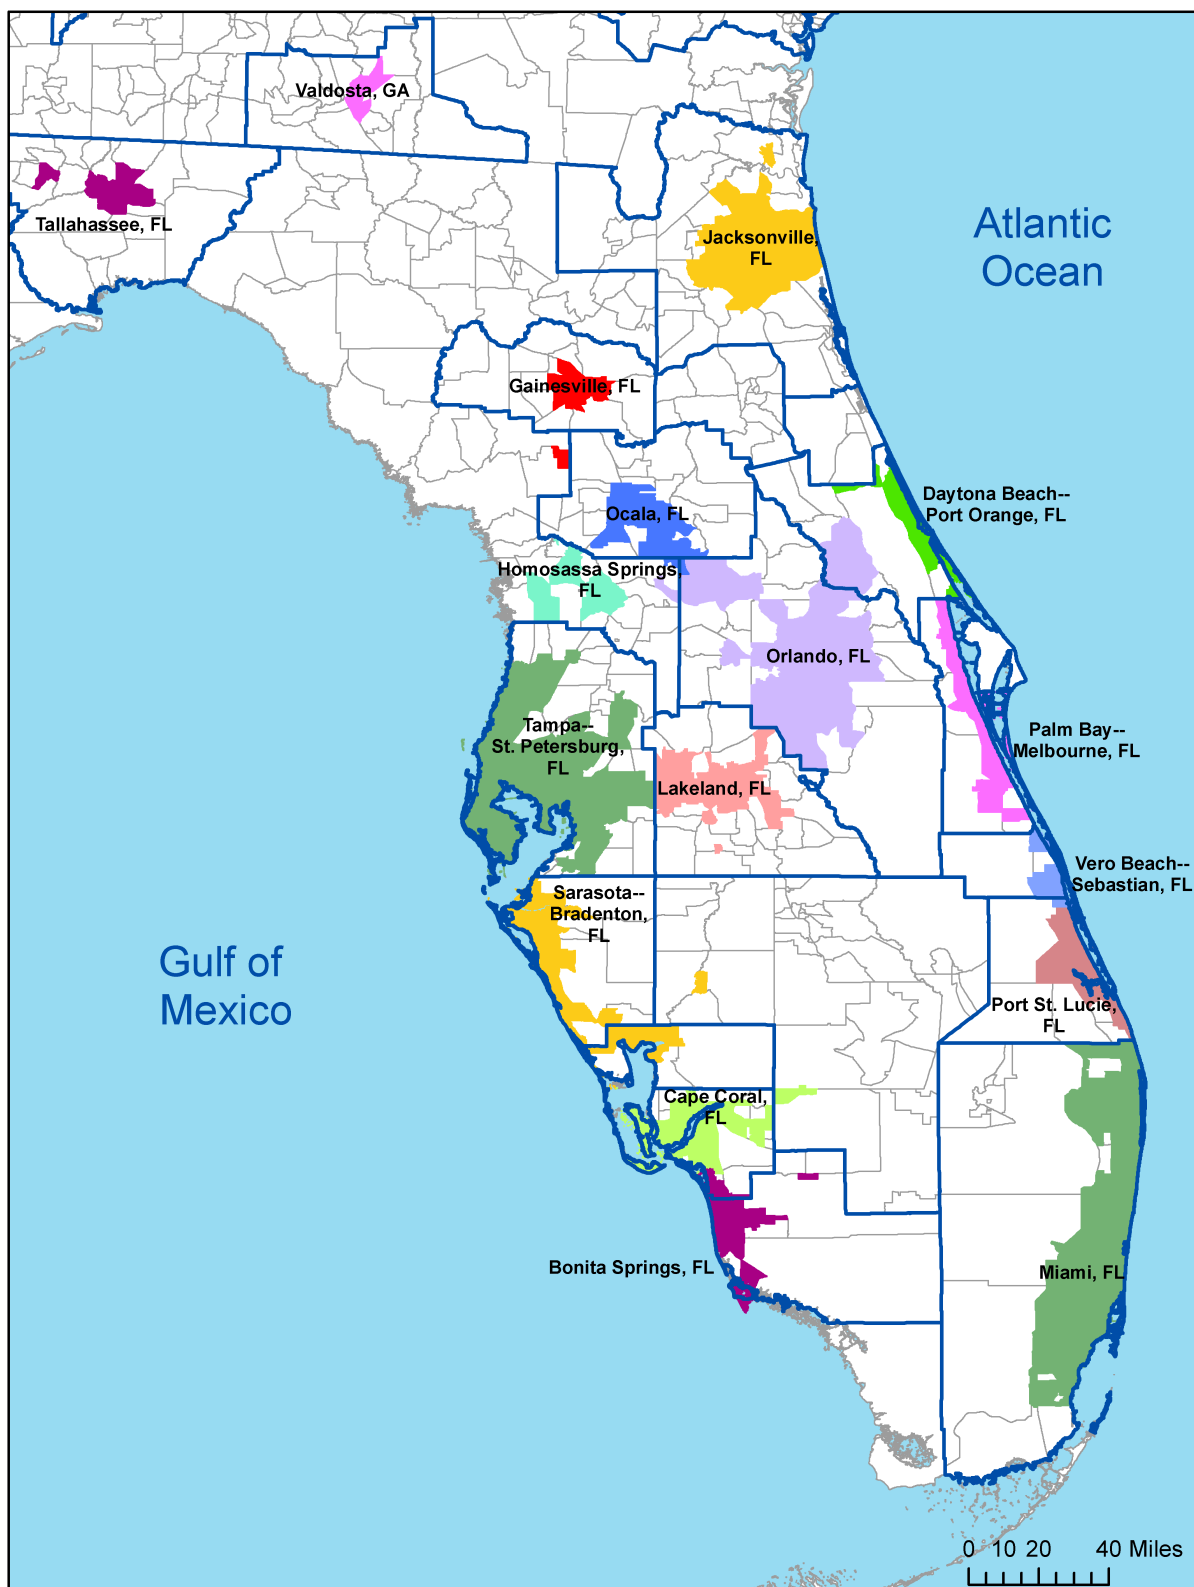 Valdosta, GA
Tallahassee, FL
Jacksonville,
FL
Atlantic
Ocean
Gainesville, FL
Daytona Beach--
Port Orange, FL
Ocala, FL
Homosassa Springs,
FL
Orlando, FL
Tampa--
St. Petersburg,
FL
Palm Bay--
Melbourne, FL
Lakeland, FL
Vero Beach--
Sebastian, FL
Sarasota--
Bradenton,
FL
Gulf of
Mexico
Port St. Lucie,
FL
Cape Coral,
FL
Bonita Springs, FL
Miami, FL
0 10 20 40 Miles